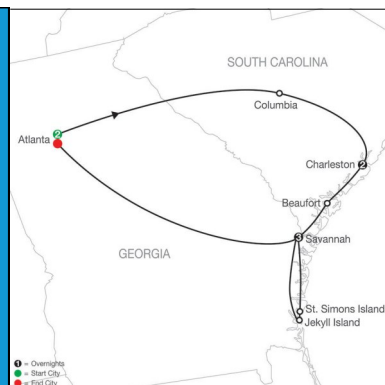 SOUTH CAROLINA
Columbia
2
Atlanta
Charleston 2
Beaufort
3 Savannah
GEORGIA
St. Simons Island
Jekyll Island
1 = Overnights
= Start City
= End City